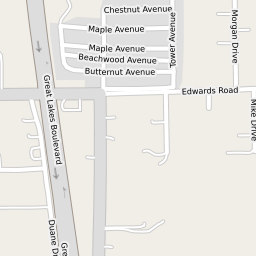 Chestnut Avenue
Maple Avenue
Maple Avenue
Beachwood Avenue
Butternut Avenue
Tower Avenue
Morgan Drive
Edwards Road
Mike Drive
Great Lakes Boulevard
Duane D
Gre